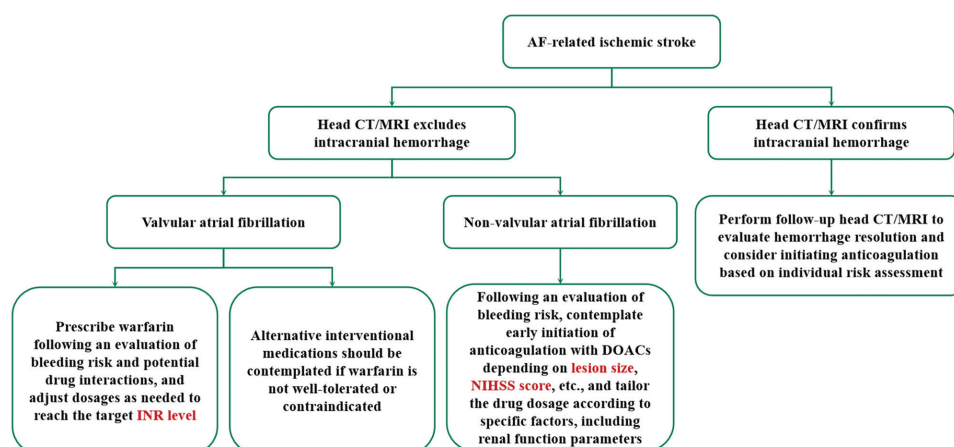 AF-related ischemic stroke
Head CT/MRI excludes
intracranial hemorrhage
Head CT/MRI confirms
intracranial hemorrhage
Valvular atrial fibrillation
Non-valvular atrial fibrillation
Perform follow-up head CT/MRI to
evaluate hemorrhage resolution and
consider initiating anticoagulation
based on individual risk assessment
Prescribe warfarin
following an evaluation of
bleeding risk and potential
drug interactions, and
adjust dosages as needed to
reach the target INR level
Alternative interventional
medications should be
contemplated if warfarin is
not well-tolerated or
contraindicated
Following an evaluation of
bleeding risk, contemplate
early initiation of
anticoagulation with DOACs
depending on lesion size,
NIHSS score, etc., and tailor
the drug dosage according to
specific factors, including
renal function parameters